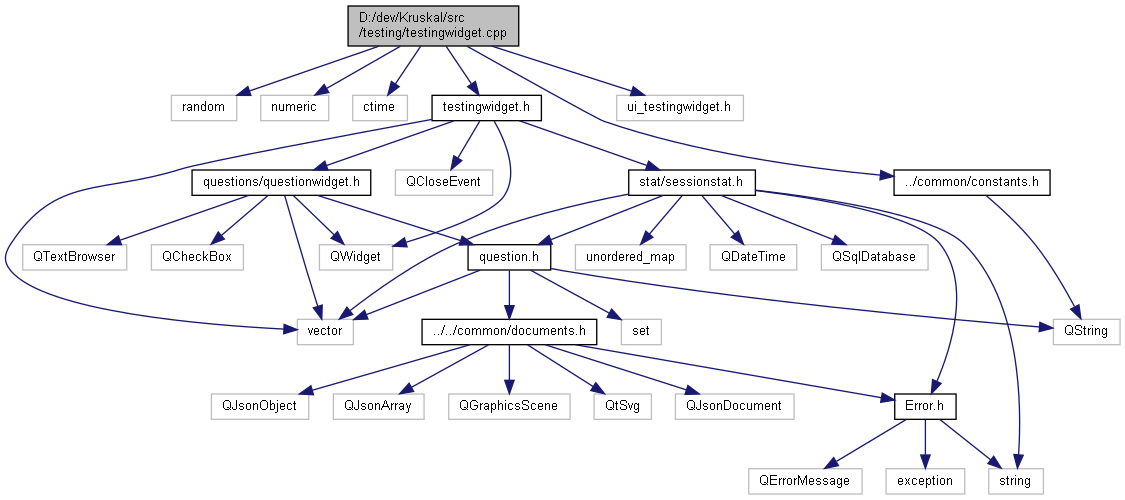 D:/dev/Kruskal/src
/testing/testingwidget.cpp
random
numeric
ctime
testingwidget.h
ui_testingwidget.h
questions/questionwidget.h
QCloseEvent
stat/sessionstat.h
../common/constants.h
QTextBrowser
QCheckBox
QWidget
question.h
unordered_map
QDateTime
QSqlDatabase
vector
../../common/documents.h
set
QString
QJsonObject
QJsonArray
QGraphicsScene
QtSvg
QJsonDocument
Error.h
QErrorMessage
exception
string